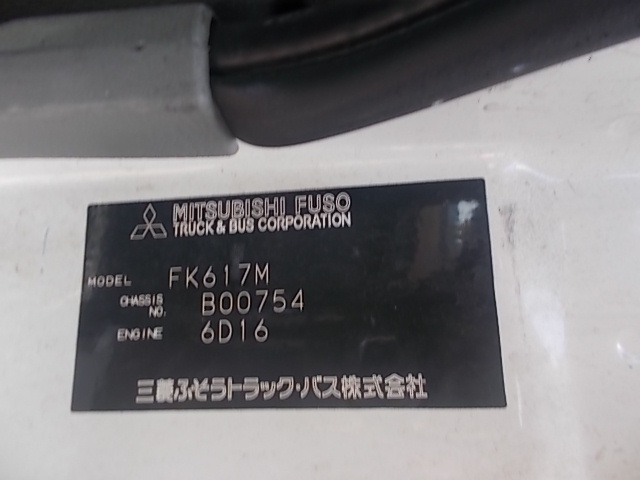 MITSUBISHI FUSO
TRUCK & BUS CORPORATION
MODEL FK617M
CHASSIS NO. B00754
ENGINE 6D16
三菱ふそうトラック・バス株式会社